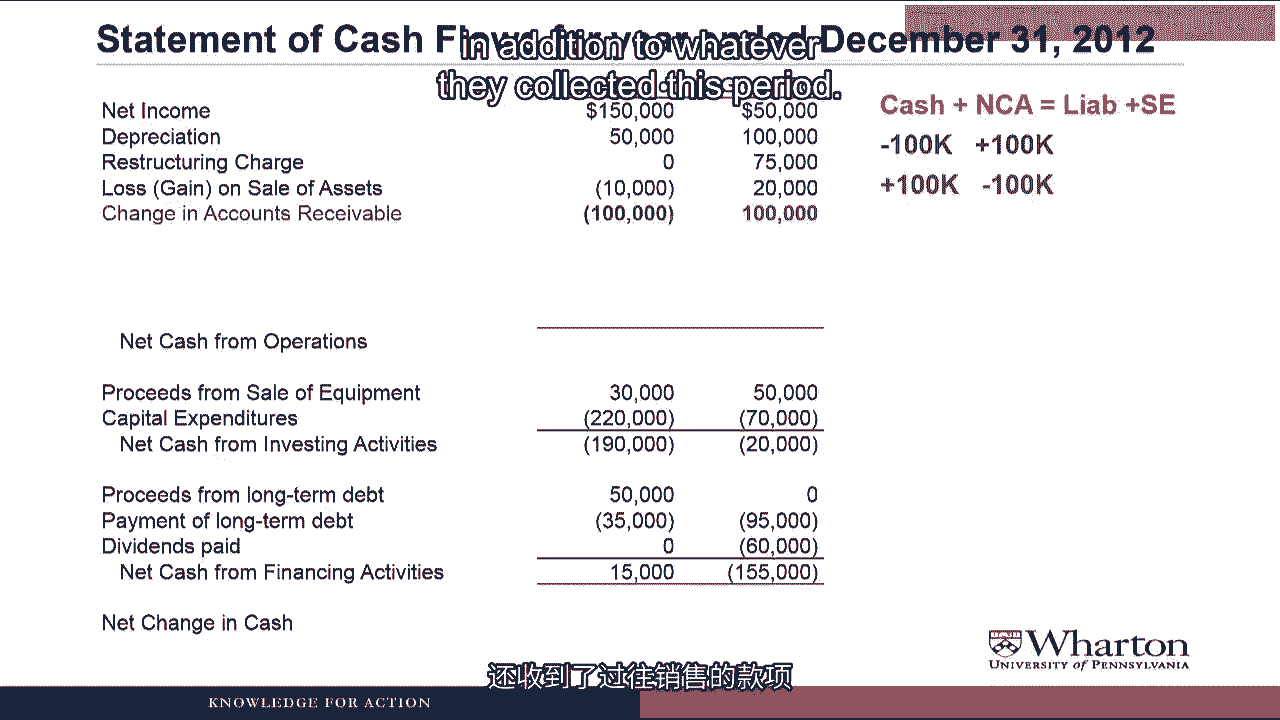 Statement of Cash Flows for year ended December 31, 2012
in addition to whatever
they collected this period.
Net Income $150,000 $50,000
Depreciation 50,000 100,000
Restructuring Charge 0 75,000
Loss (Gain) on Sale of Assets (10,000) 20,000
Change in Accounts Receivable (100,000) 100,000
Net Cash from Operations
Proceeds from Sale of Equipment 30,000 50,000
Capital Expenditures (220,000) (70,000)
Net Cash from Investing Activities (190,000) (20,000)
Proceeds from long-term debt 50,000 0
Payment of long-term debt (35,000) (95,000)
Dividends paid 0 (60,000)
Net Cash from Financing Activities 15,000 (155,000)
Net Change in Cash
Cash + NCA = Liab +SE
-100K +100K
+100K -100K
Wharton
UNIVERSITY of PENNSYLVANIA
还收到了过往销售的款项
KNOWLEDGE FOR ACTION